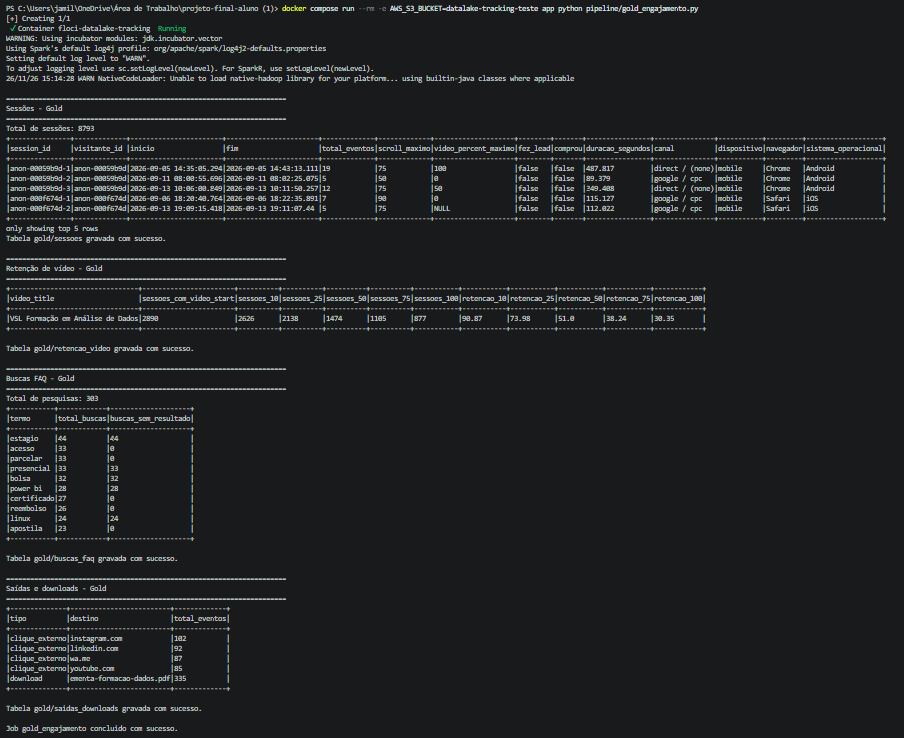 PS C:\Users\jamil\OneDrive\Área de Trabalho\projeto-final-aluno (1)> docker compose run --rm -e AWS_S3_BUCKET=datalake-tracking-teste app python pipeline/gold_engajamento.py
[+] Creating 1/1
✓ Container floci-datalake-tracking  Running
WARNING: Using incubator modules: jdk.incubator.vector
Using Spark's default log4j profile: org/apache/spark/log4j2-defaults.properties
Setting default log level to "WARN".
To adjust logging level use sc.setLogLevel(newLevel). For SparkR, use setLogLevel(newLevel).
26/11/26 15:14:28 WARN NativeCodeLoader: Unable to load native-hadoop library for your platform... using builtin-java classes where applicable
Sessões - Gold
Total de sessões: 8793
|session_id     |visitante_id |inicio                 |fim                    |total_eventos|scroll_maximo|video_percent_maximo|fez_lead|comprou|duracao_segundos|canal          |dispositivo|navegador|sistema_operacional|
|anon-00059b9d-1|anon-00059b9d|2026-09-05 14:35:05.294|2026-09-05 14:43:13.111|19           |75           |100                 |false   |false  |487.817         |direct / (none)|mobile     |Chrome   |Android            |
|anon-00059b9d-2|anon-00059b9d|2026-09-11 08:00:55.696|2026-09-11 08:02:25.075|5            |50           |0                   |false   |false  |89.379          |google / cpc   |mobile     |Chrome   |Android            |
|anon-00059b9d-3|anon-00059b9d|2026-09-13 10:06:00.849|2026-09-13 10:11:50.257|12           |75           |50                  |false   |false  |349.408         |direct / (none)|mobile     |Chrome   |Android            |
|anon-000f674d-1|anon-000f674d|2026-09-06 18:20:40.764|2026-09-06 18:22:35.891|7            |90           |0                   |false   |false  |115.127         |google / cpc   |mobile     |Safari   |iOS                |
|anon-000f674d-2|anon-000f674d|2026-09-13 19:09:15.418|2026-09-13 19:11:07.44 |5            |75           |NULL                |false   |false  |112.022         |google / cpc   |mobile     |Safari   |iOS                |
only showing top 5 rows
Tabela gold/sessoes gravada com sucesso.
Retenção de vídeo - Gold
|video_title                  |sessoes_com_video_start|sessoes_10|sessoes_25|sessoes_50|sessoes_75|sessoes_100|retencao_10|retencao_25|retencao_50|retencao_75|retencao_100|
|VSL Formação em Análise de Dados|2890                   |2626      |2138      |1474      |1105      |877        |90.87      |73.98      |51.0       |38.24      |30.35       |
Tabela gold/retencao_video gravada com sucesso.
Buscas FAQ - Gold
Total de pesquisas: 303
|termo      |total_buscas|buscas_sem_resultado|
|estagio    |44          |44                  |
|acesso     |33          |0                   |
|parcelar   |33          |0                   |
|presencial |33          |33                  |
|bolsa      |32          |32                  |
|power bi   |28          |28                  |
|certificado|27          |0                   |
|reembolso  |26          |0                   |
|linux      |24          |24                  |
|apostila   |23          |0                   |
Tabela gold/buscas_faq gravada com sucesso.
Saídas e downloads - Gold
|tipo          |destino                  |total_eventos|
|clique_externo|instagram.com            |102          |
|clique_externo|linkedin.com             |92           |
|clique_externo|wa.me                    |87           |
|clique_externo|youtube.com              |85           |
|download      |ementa-formacao-dados.pdf|335          |
Tabela gold/saidas_downloads gravada com sucesso.
Job gold_engajamento concluido com sucesso.